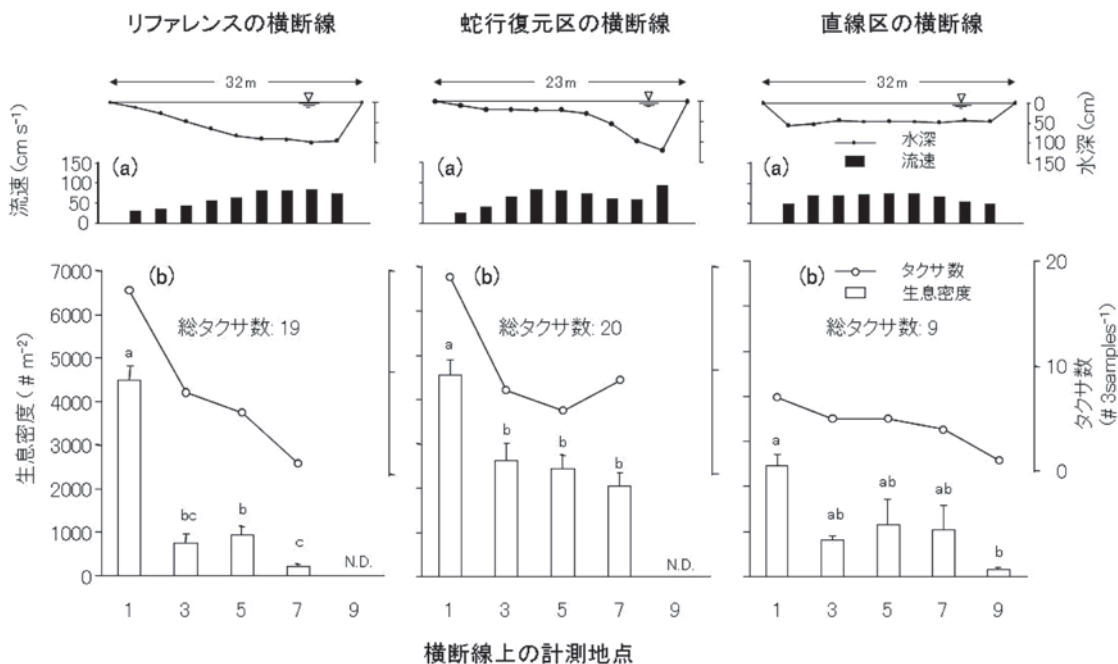 リファレンスの横断線
蛇行復元区の横断線
直線区の横断線
32m
23m
32m
流速(cm s⁻¹)
150
100
50
0
(a)
(a)
(a)
水深
流速
0
50
100
150
水深(cm)
生息密度(# m⁻²)
7000
6000
5000
4000
3000
2000
1000
0
(b)
総タクサ数: 19
a
bc
b
c
N.D.
(b)
総タクサ数: 20
a
b
b
b
N.D.
(b)
タクサ数
生息密度
総タクサ数: 9
a
ab
ab
ab
b
20
10
0
タクサ数
(# 3samples⁻¹)
1 3 5 7 9
1 3 5 7 9
1 3 5 7 9
横断線上の計測地点